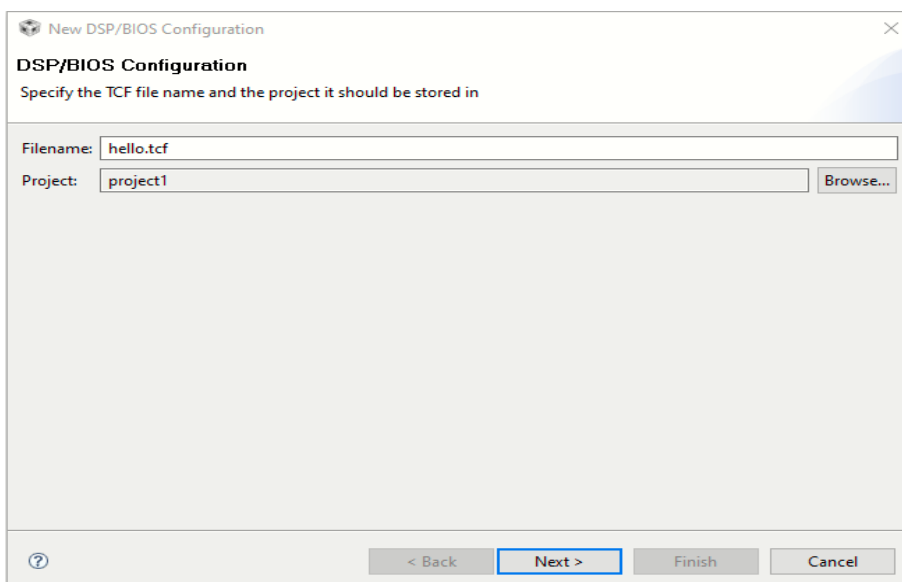 New DSP/BIOS Configuration
DSP/BIOS Configuration
Specify the TCF file name and the project it should be stored in
Filename: hello.tcf
Project: project1 Browse...
< Back Next > Finish Cancel